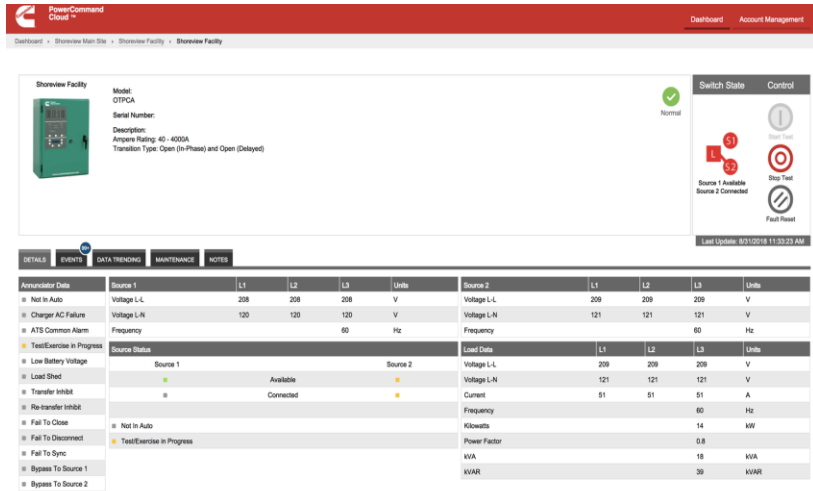 PowerCommand
Cloud ™
Dashboard Account Management
Dashboard › Shoreview Main Site › Shoreview Facility › Shoreview Facility
Shoreview Facility
Model:
OTPCA
Serial Number:
Description:
Ampere Rating: 40 - 4000A
Transition Type: Open (In-Phase) and Open (Delayed)
Normal
Switch State Control
S1
L
S2
Source 1 Available
Source 2 Connected
Start Test
Stop Test
Fault Reset
Last Update: 8/31/2018 11:33:23 AM
DETAILS EVENTS 99+ DATA TRENDING MAINTENANCE NOTES
Annunciator Data
Not In Auto
Charger AC Failure
ATS Common Alarm
Test/Exercise in Progress
Low Battery Voltage
Load Shed
Transfer Inhibit
Re-transfer Inhibit
Fail To Close
Fail To Disconnect
Fail To Sync
Bypass To Source 1
Bypass To Source 2
Source 1 L1 L2 L3 Units
Voltage L-L 208 208 208 V
Voltage L-N 120 120 120 V
Frequency 60 Hz
Source Status
Source 1 Source 2
Available
Connected
Not In Auto
Test/Exercise in Progress
Source 2 L1 L2 L3 Units
Voltage L-L 209 209 209 V
Voltage L-N 121 121 121 V
Frequency 60 Hz
Load Data L1 L2 L3 Units
Voltage L-L 209 209 209 V
Voltage L-N 121 121 121 V
Current 51 51 51 A
Frequency 60 Hz
Kilowatts 14 kW
Power Factor 0.8
kVA 18 kVA
kVAR 39 kVAR